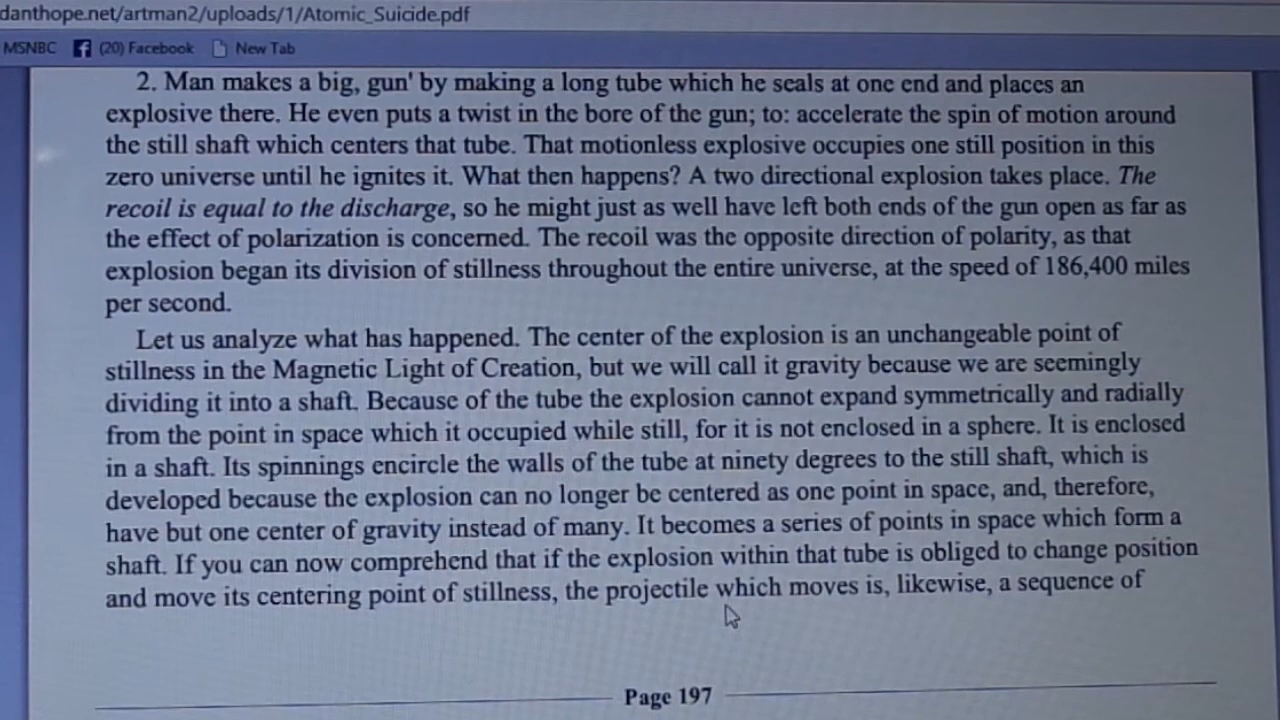 danthope.net/artman2/uploads/1/Atomic_Suicide.pdf
MSNBC (20) Facebook New Tab
2. Man makes a big, gun' by making a long tube which he seals at one end and places an
explosive there. He even puts a twist in the bore of the gun; to: accelerate the spin of motion around
the still shaft which centers that tube. That motionless explosive occupies one still position in this
zero universe until he ignites it. What then happens? A two directional explosion takes place. The
recoil is equal to the discharge, so he might just as well have left both ends of the gun open as far as
the effect of polarization is concerned. The recoil was the opposite direction of polarity, as that
explosion began its division of stillness throughout the entire universe, at the speed of 186,400 miles
per second.
Let us analyze what has happened. The center of the explosion is an unchangeable point of
stillness in the Magnetic Light of Creation, but we will call it gravity because we are seemingly
dividing it into a shaft. Because of the tube the explosion cannot expand symmetrically and radially
from the point in space which it occupied while still, for it is not enclosed in a sphere. It is enclosed
in a shaft. Its spinnings encircle the walls of the tube at ninety degrees to the still shaft, which is
developed because the explosion can no longer be centered as one point in space, and, therefore,
have but one center of gravity instead of many. It becomes a series of points in space which form a
shaft. If you can now comprehend that if the explosion within that tube is obliged to change position
and move its centering point of stillness, the projectile which moves is, likewise, a sequence of
Page 197